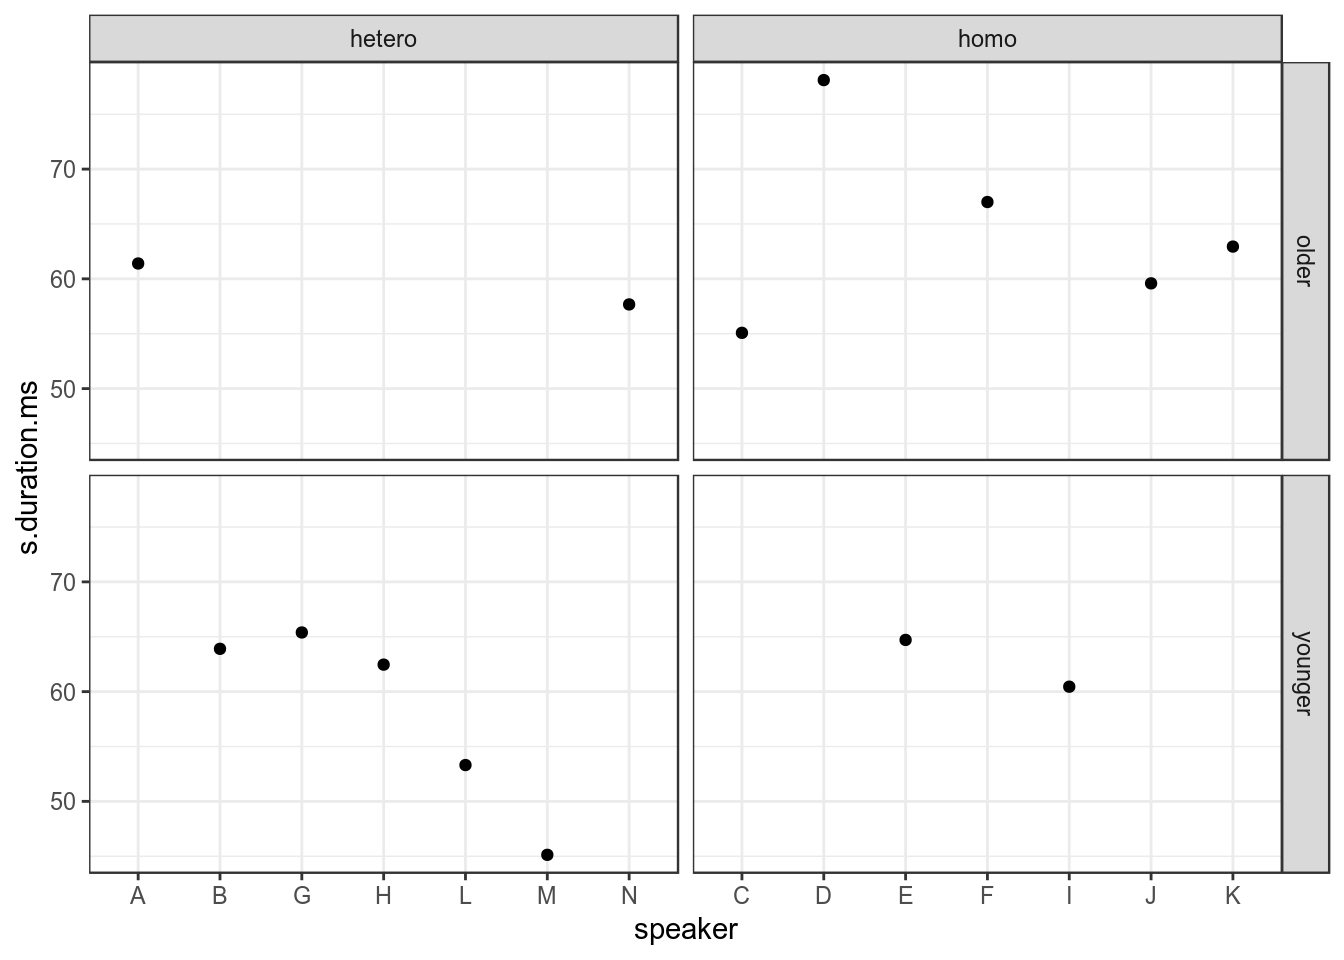 hetero
homo
70
60
50
older
70
60
50
younger
A B G H L M N
C D E F I J K
speaker
s.duration.ms